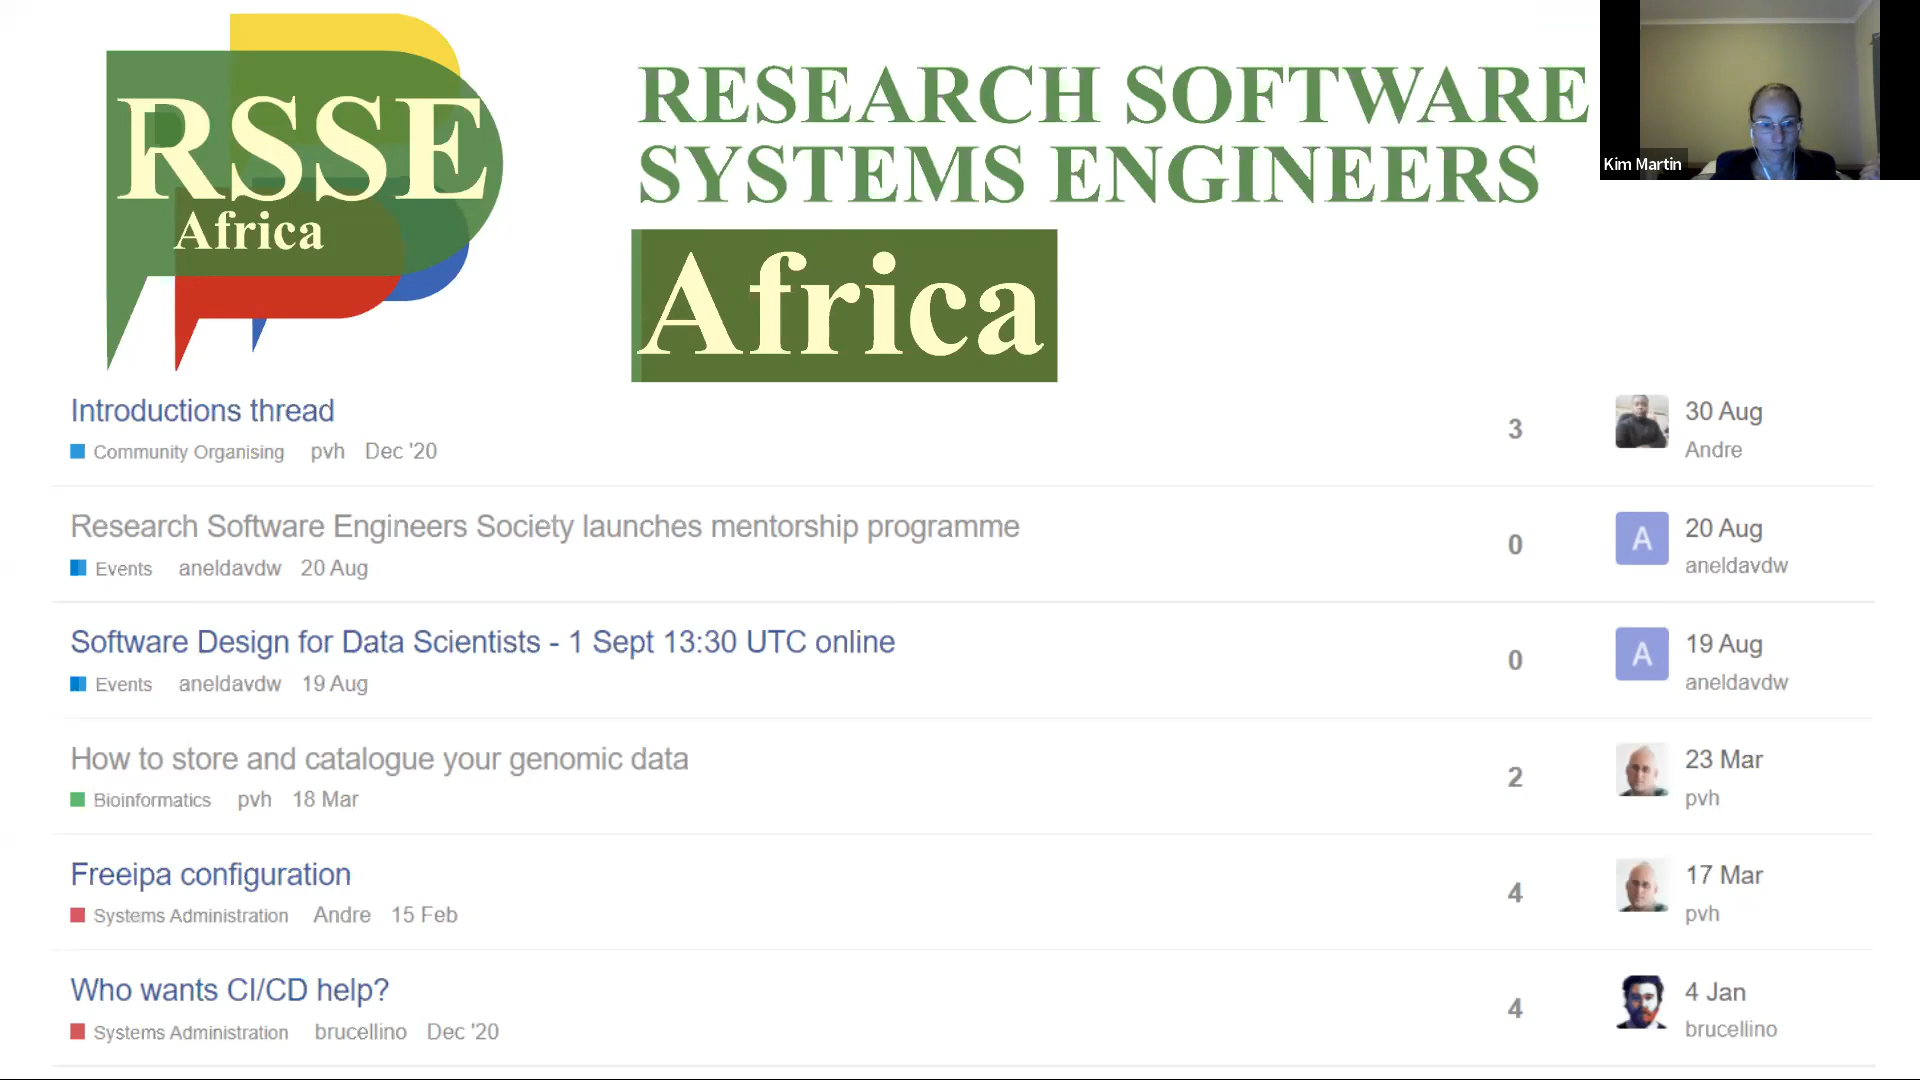 RSSE
Africa
RESEARCH SOFTWARE
SYSTEMS ENGINEERS
Africa
Kim Martin
Introductions thread
Community Organising pvh Dec '20
3
30 Aug
Andre
Research Software Engineers Society launches mentorship programme
Events aneldavdw 20 Aug
0
A
20 Aug
aneldavdw
Software Design for Data Scientists - 1 Sept 13:30 UTC online
Events aneldavdw 19 Aug
0
A
19 Aug
aneldavdw
How to store and catalogue your genomic data
Bioinformatics pvh 18 Mar
2
23 Mar
pvh
Freeipa configuration
Systems Administration Andre 15 Feb
4
17 Mar
pvh
Who wants CI/CD help?
Systems Administration brucellino Dec '20
4
4 Jan
brucellino